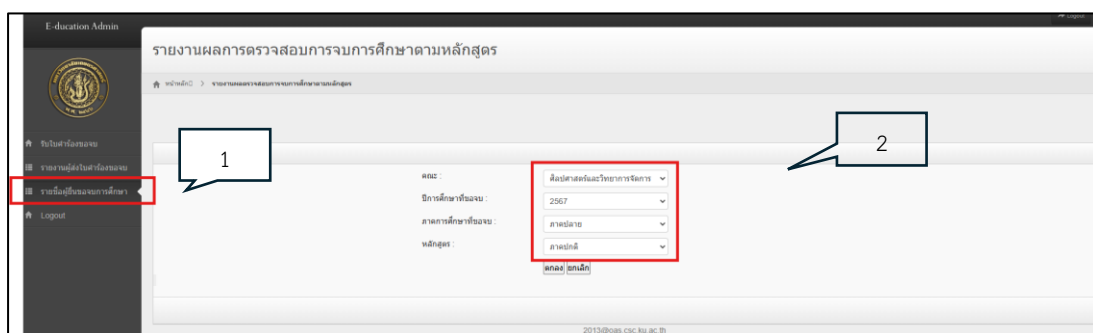 Logout
E-ducation Admin
รายงานผลการตรวจสอบการจบการศึกษาตามหลักสูตร
รายงานผลตรวจสอบการจบการศึกษาตามหลักสูตร
รับใบคำร้องขอจบ
รายงานผู้ส่งใบคำร้องขอจบ
รายชื่อผู้ยื่นขอจบการศึกษา
Logout
1
2
คณะ :
ศิลปศาสตร์และวิทยาการจัดการ
ปีการศึกษาที่ขอจบ :
2567
ภาคการศึกษาที่ขอจบ :
ภาคปลาย
หลักสูตร :
ภาคปกติ
ตกลง ยกเลิก
2013@oas.csc.ku.ac.th